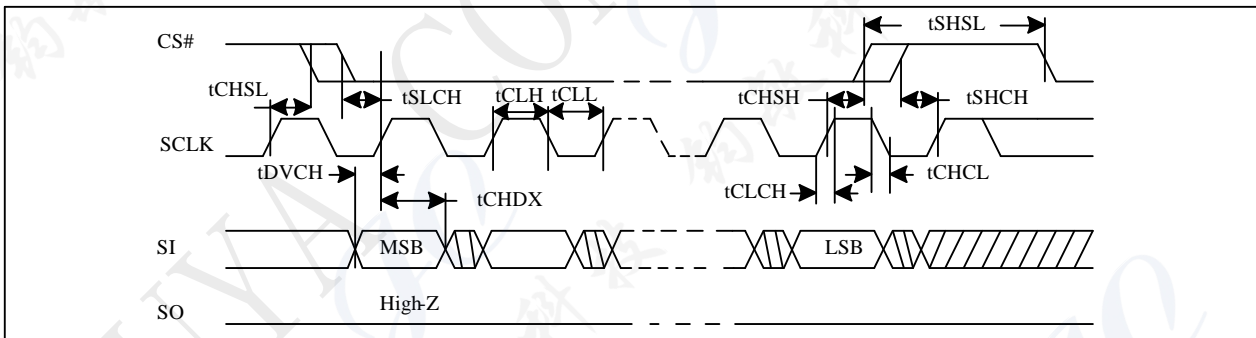 CS#
tSHSL
tCHSL
tSLCH
tCLH
tCLL
tCHSH
tSHCH
SCLK
tDVCH
tCHDX
tCLCH
tCHCL
SI
MSB
LSB
SO
High-Z